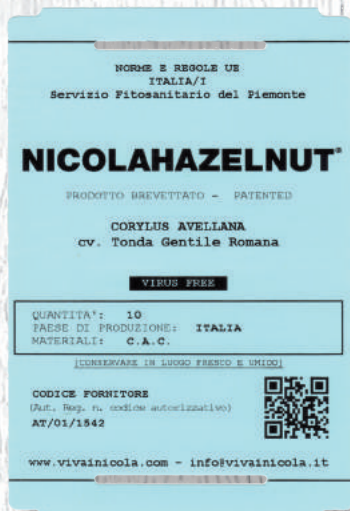 NORME E REGOLE UE
ITALIA/I
Servizio Fitosanitario del Piemonte
NICOLAHAZELNUT®
PRODOTTO BREVETTATO - PATENTED
CORYLUS AVELLANA
cv. Tonda Gentile Romana
VIRUS FREE
QUANTITA': 10
PAESE DI PRODUZIONE: ITALIA
MATERIALI: C.A.C.
[CONSERVARE IN LUOGO FRESCO E UMIDO]
CODICE FORNITORE
(Aut. Reg. n. codice autorizzativo)
AT/01/1542
www.vivainicola.com - info@vivainicola.it